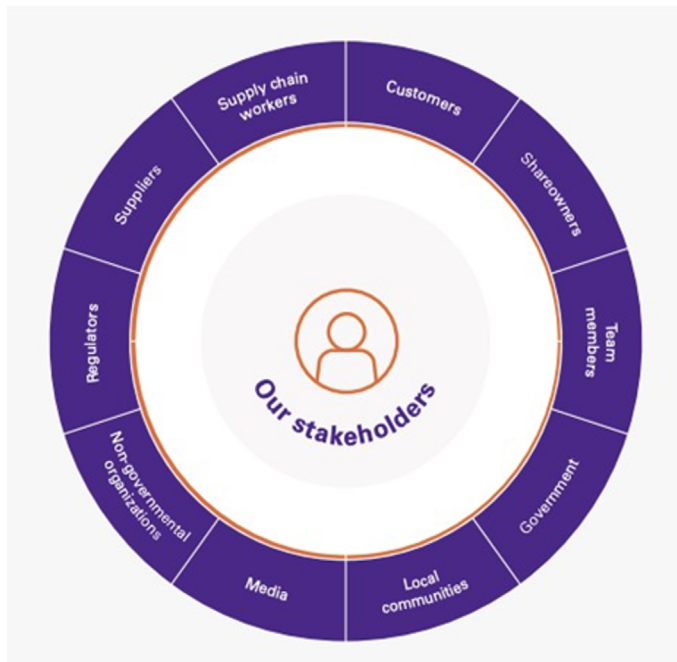 Supply chain
workers
Customers
Shareowners
Team
members
Government
Local
communities
Media
Non-governmental
organizations
Regulators
Suppliers
Our stakeholders